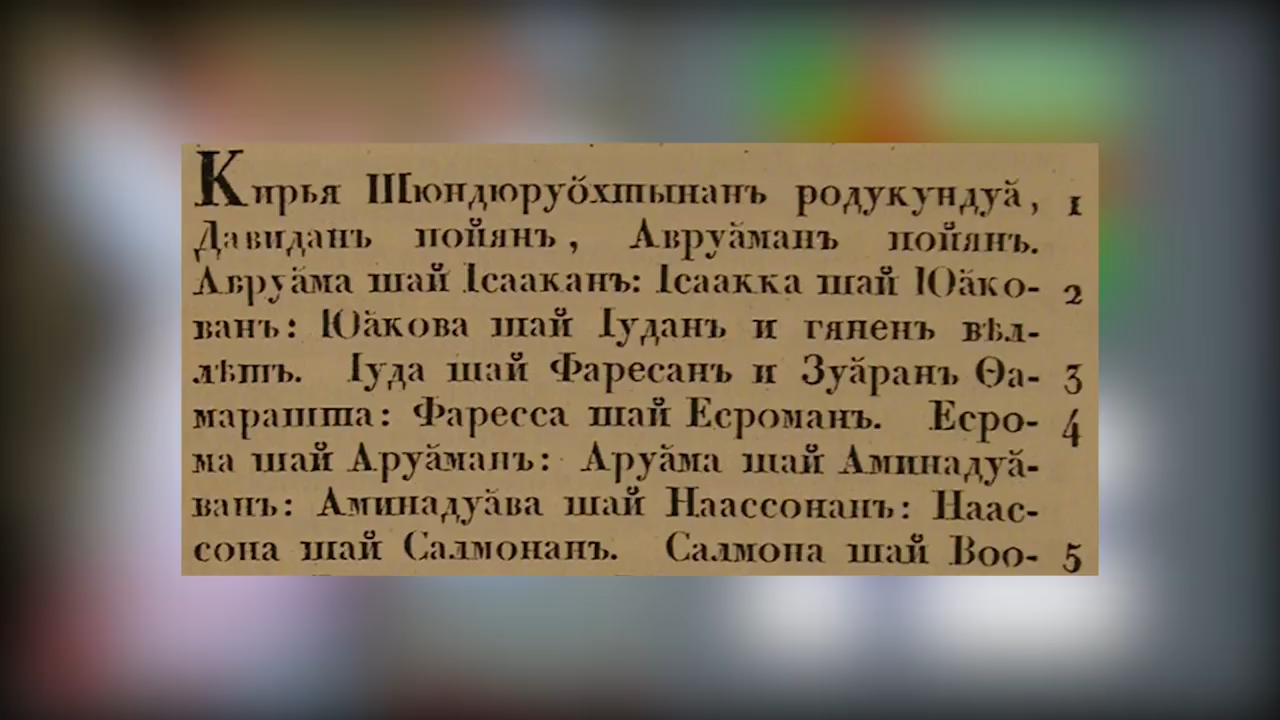 Кирья Шюндюруӧхтынанъ родукундуӑ, 1
Давиданъ пойянъ, Авруӑманъ пойянъ.
Авруӑма шай Ісааканъ: Ісаакка шай Юӑко- 2
ванъ: Юӑкова шай Іуданъ и гяненъ вѣл-
лѣтъ. Іуда шай Фаресанъ и Зуӑранъ Ѳа- 3
марашта: Фаресса шай Есроманъ. Есро- 4
ма шай Аруӑманъ: Аруӑма шай Аминадуӑ-
ванъ: Аминадуӑва шай Наассонанъ: Наас-
сона шай Салмонанъ. Салмона шай Воо- 5